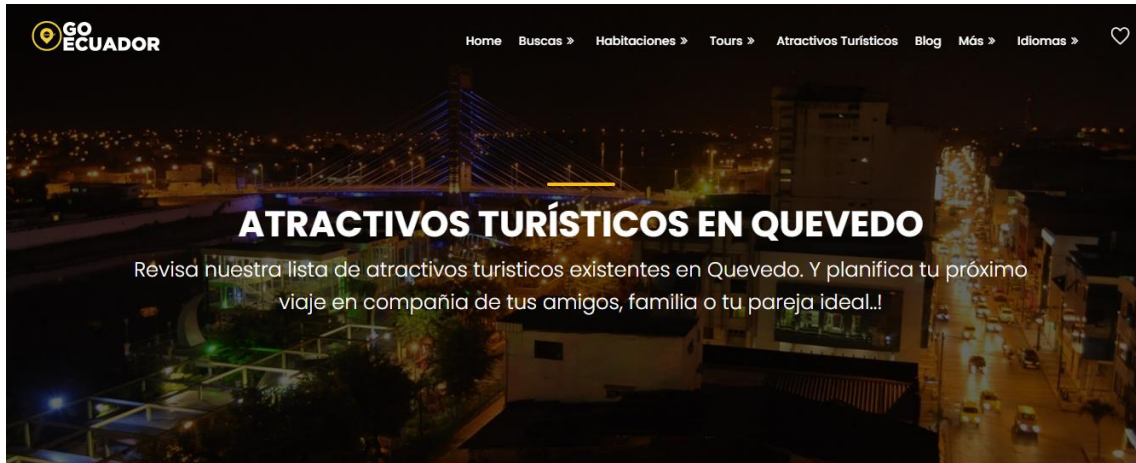 GO
ECUADOR
Home Buscas » Habitaciones » Tours » Atractivos Turísticos Blog Más » Idiomas »
ATRACTIVOS TURÍSTICOS EN QUEVEDO
Revisa nuestra lista de atractivos turisticos existentes en Quevedo. Y planifica tu próximo
viaje en compañia de tus amigos, familia o tu pareja ideal..!